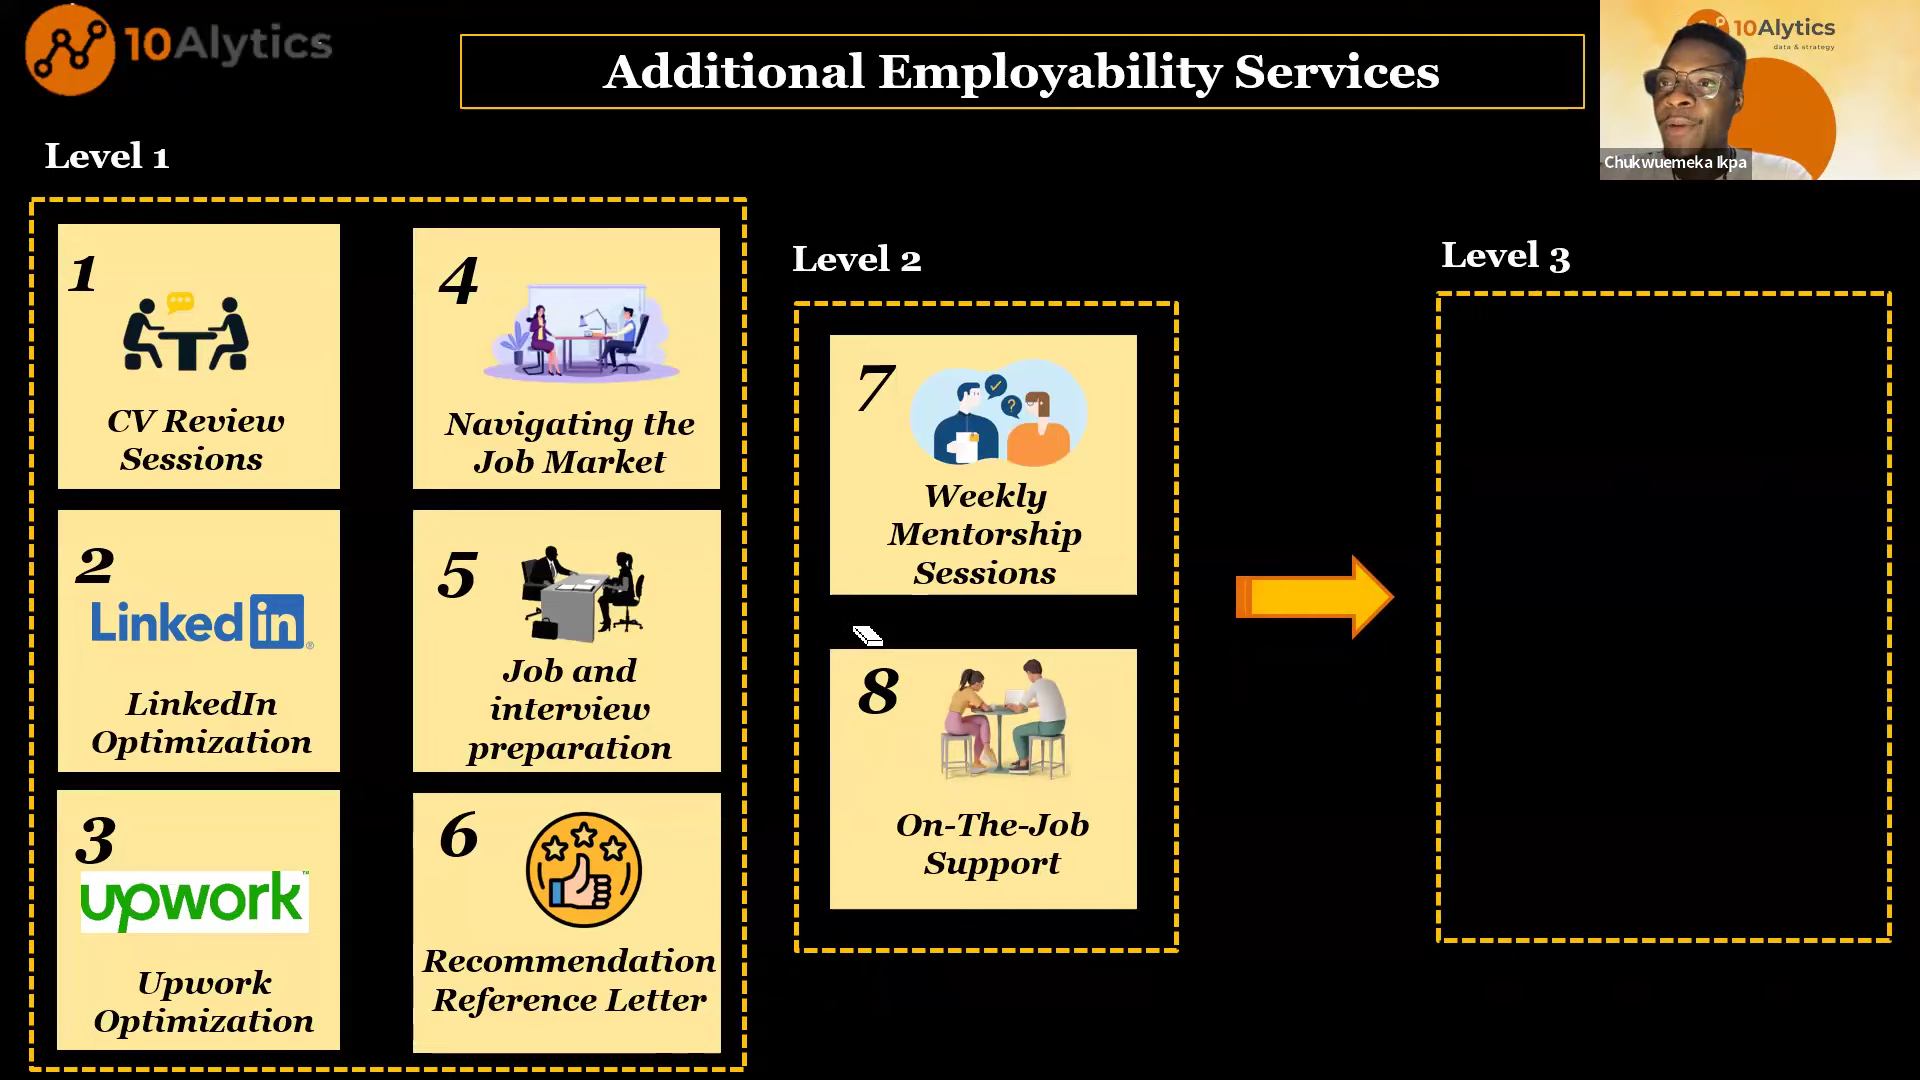 10Alytics
Additional Employability Services
10Alytics
data & strategy
Chukwuemeka Ikpa
Level 1
1
CV Review
Sessions
2
LinkedIn®
LinkedIn
Optimization
3
upwork™
Upwork
Optimization
4
Navigating the
Job Market
5
Job and
interview
preparation
6
Recommendation
Reference Letter
Level 2
7
?
Weekly
Mentorship
Sessions
8
On-The-Job
Support
Level 3